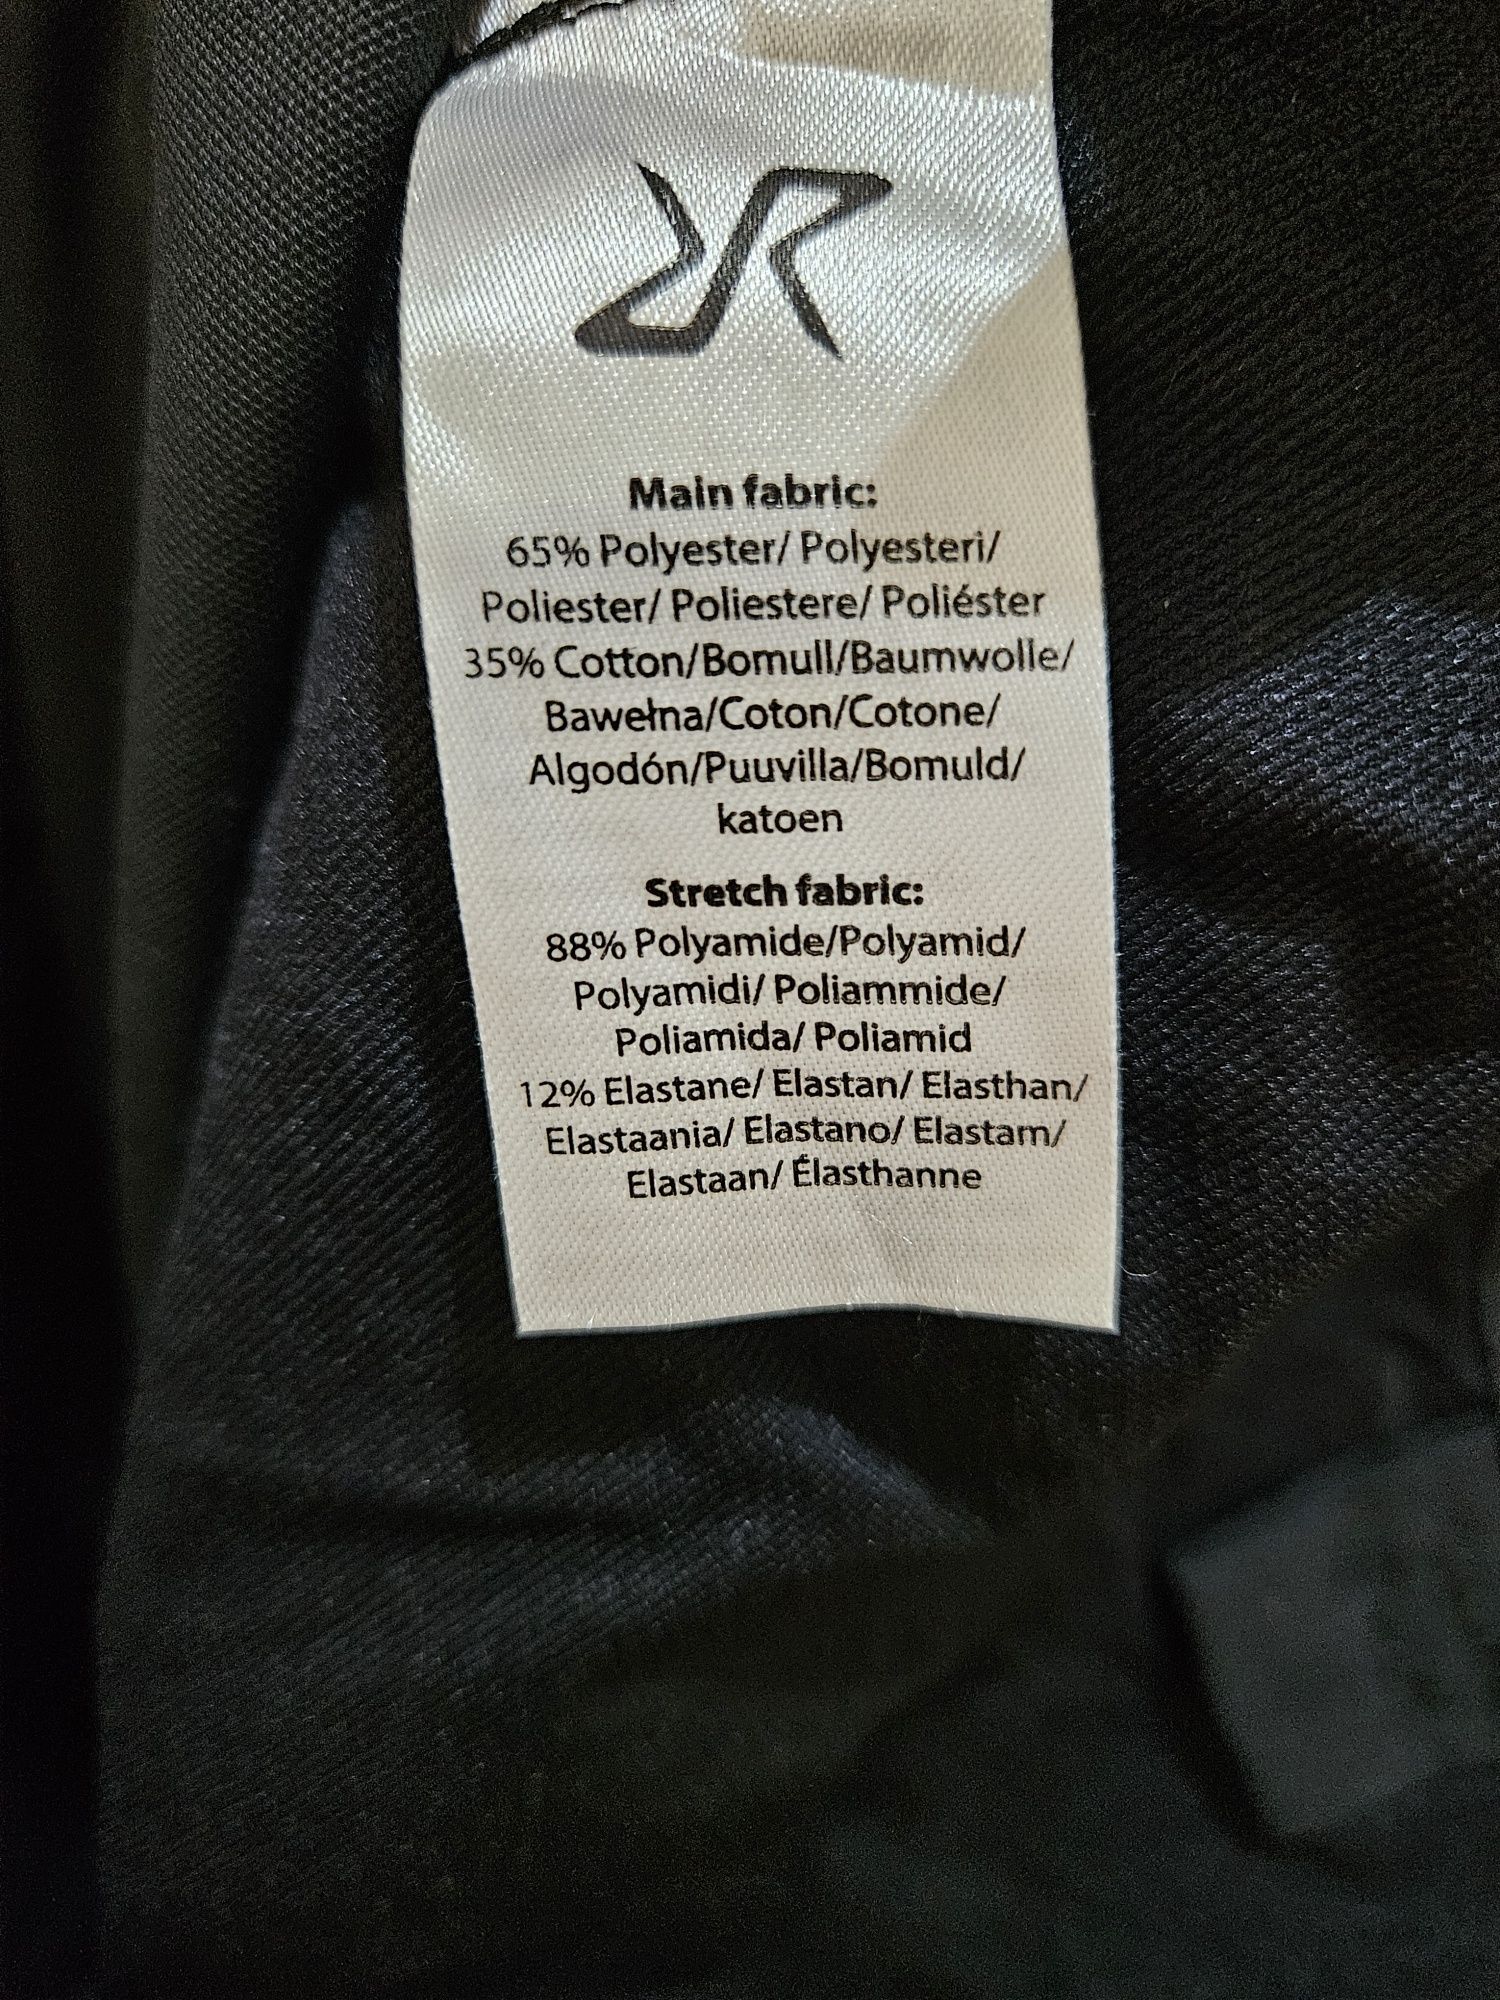 Main fabric:
65% Polyester/ Polyesteri/
Poliester/ Poliestere/ Poliéster
35% Cotton/Bomull/Baumwolle/
Bawełna/Coton/Cotone/
Algodón/Puuvilla/Bomuld/
katoen
Stretch fabric:
88% Polyamide/Polyamid/
Polyamidi/ Poliammide/
Poliamida/ Poliamid
12% Elastane/ Elastan/ Elasthan/
Elastaania/ Elastano/ Elastam/
Elastaan/ Élasthanne